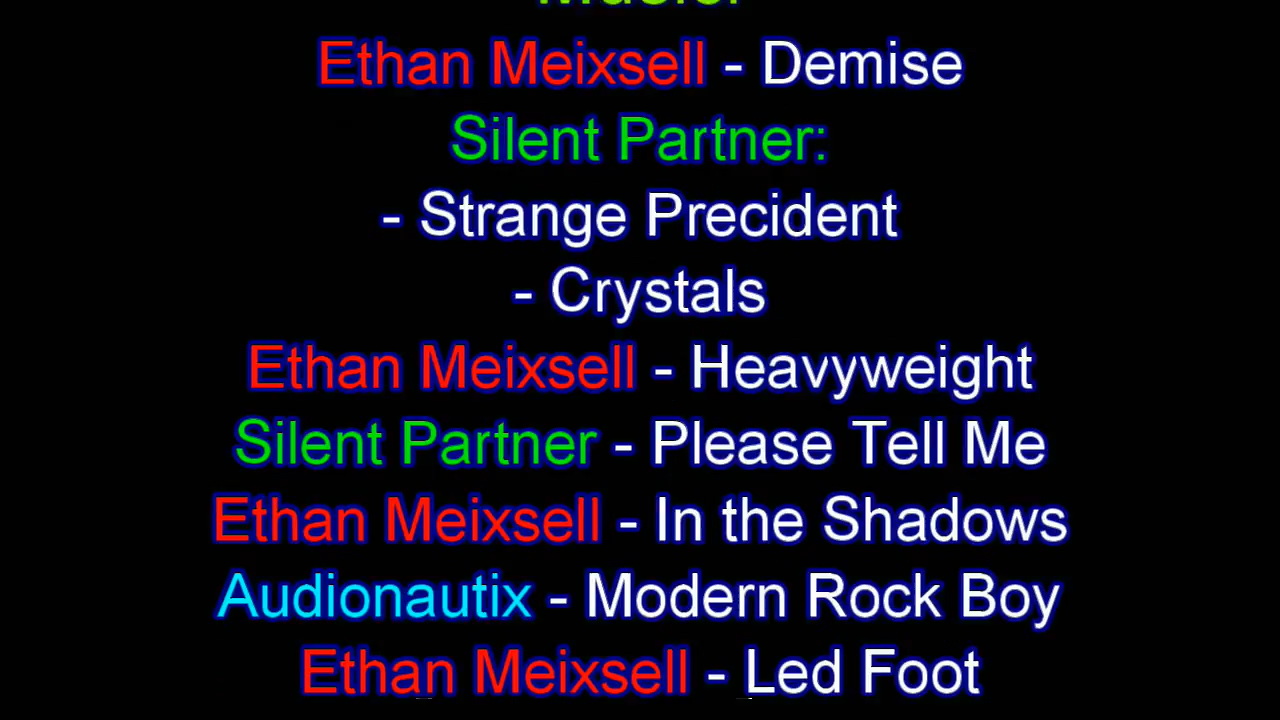 Ethan Meixsell - Demise
Silent Partner:
- Strange Precident
- Crystals
Ethan Meixsell - Heavyweight
Silent Partner - Please Tell Me
Ethan Meixsell - In the Shadows
Audionautix - Modern Rock Boy
Ethan Meixsell - Led Foot